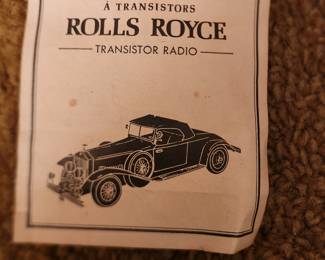 À TRANSISTORS
ROLLS ROYCE
TRANSISTOR RADIO